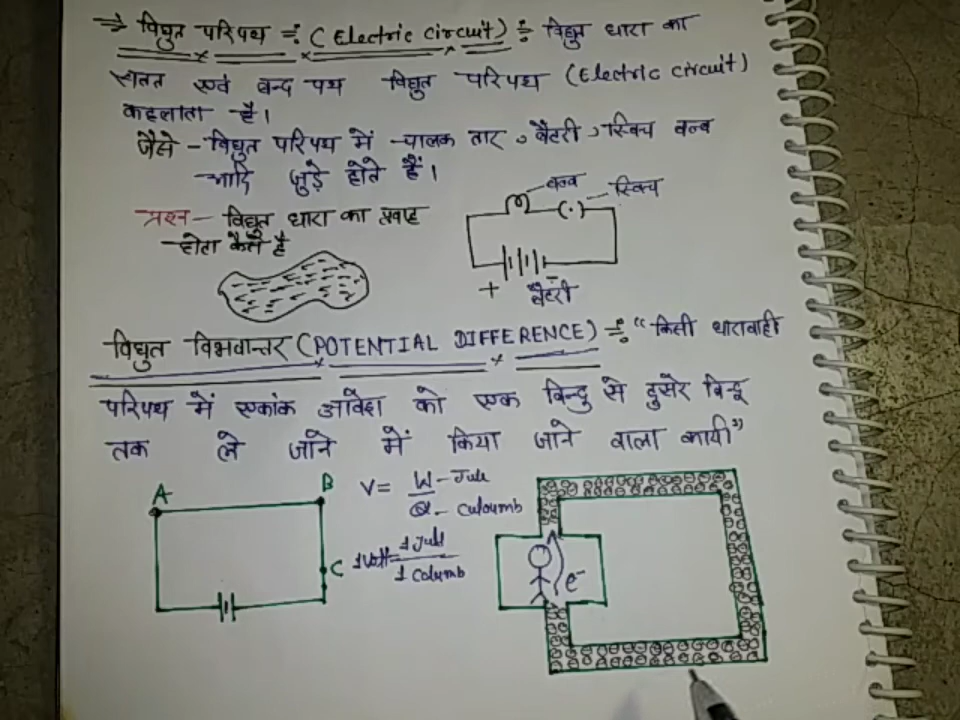 ⇒ विद्युत परिपथ ÷ (Electric circuit) ÷ विद्युत धारा का
सतत एवं बन्द पथ विद्युत परिपथ (Electric circuit)
कहलाता है।
जैसे - विद्युत परिपथ में चालक तार, बैटरी, स्विच बल्ब
आदि जुड़े होते हैं।
बल्ब
स्विच
प्रश्न - विद्युत धारा का प्रवाह
होता कैसे है
+ -
बैटरी
विद्युत विभवान्तर (POTENTIAL DIFFERENCE) ÷ "किसी धारावाही
परिपथ में एकांक आवेश को एक बिन्दु से दुसरे बिन्दू
तक ले जाने में किया जाने वाला कार्य"
A B
V = W - Jule
Q - Culoumb
C
1 Volt = 1 Jule
1 Coloumb
e-